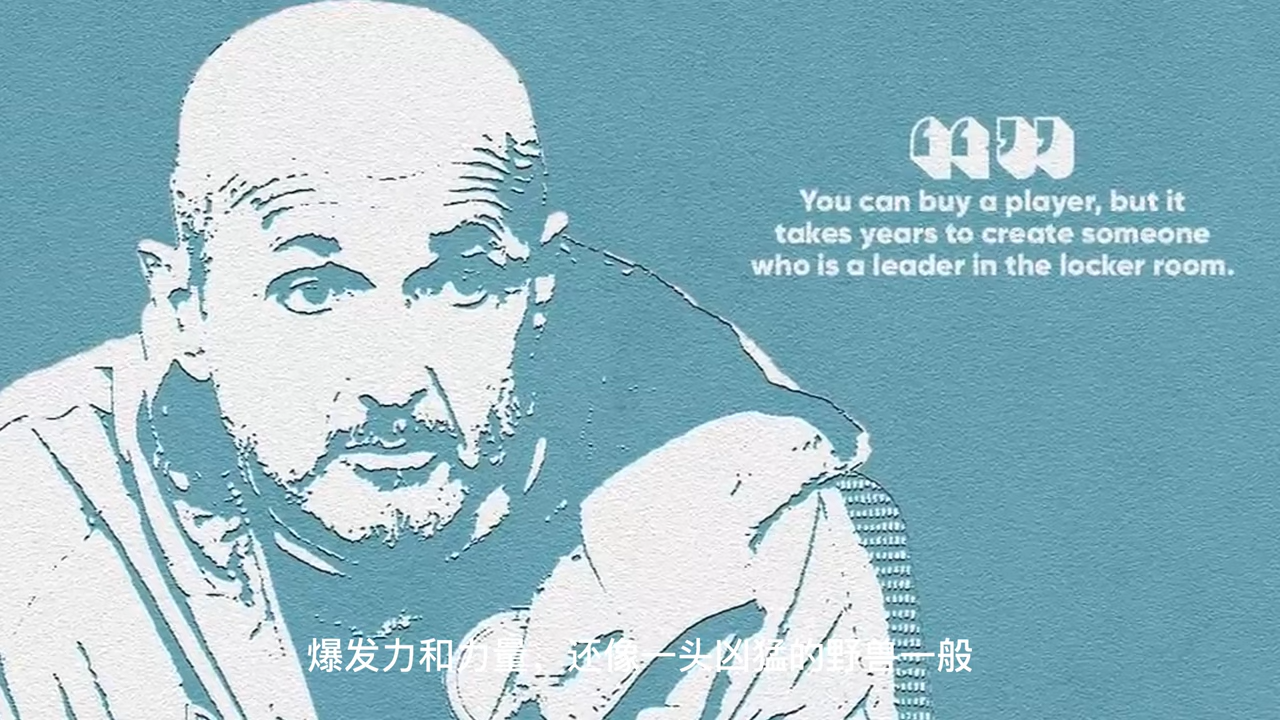 You can buy a player, but it
takes years to create someone
who is a leader in the locker room.
爆发力和力量，还像一头凶猛的野兽一般